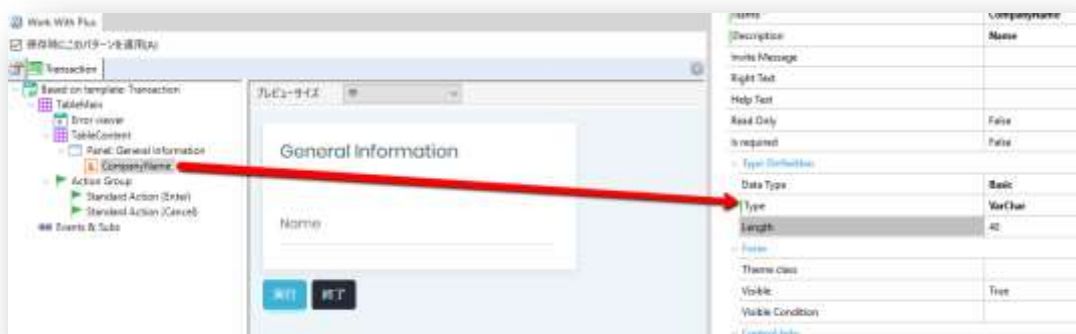 Work With Plus
保存時にこのパターンを適用(A)
Transaction
Based on template: Transaction
TableMain
Error viewer
TableContent
Panel: General Information
CompanyName
Action Group
Standard Action (Enter)
Standard Action (Cancel)
Events & Subs
プレビューサイズ
General Information
Name
実行 終了
Name CompanyName
Description Name
Invite Message
Right Text
Help Text
Read Only False
Is required False
Type Definition
Data Type Basic
Type VarChar
Length 40
Theme class
Visible True
Visible Condition